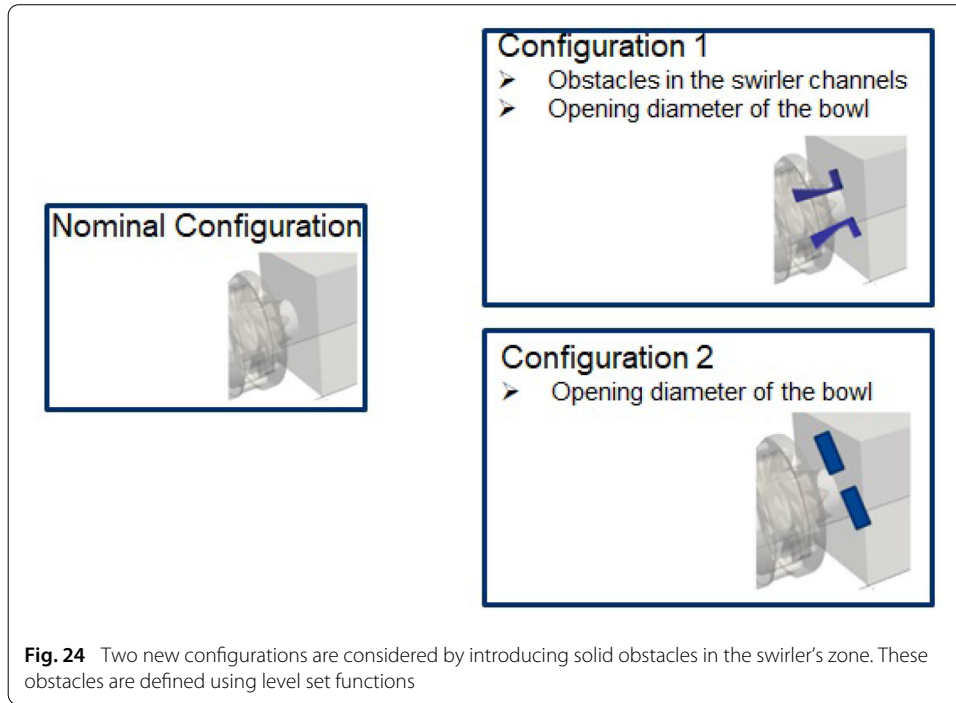 Nominal Configuration
Configuration 1
➤ Obstacles in the swirler channels
➤ Opening diameter of the bowl
Configuration 2
➤ Opening diameter of the bowl
Fig. 24 Two new configurations are considered by introducing solid obstacles in the swirler's zone. These
obstacles are defined using level set functions